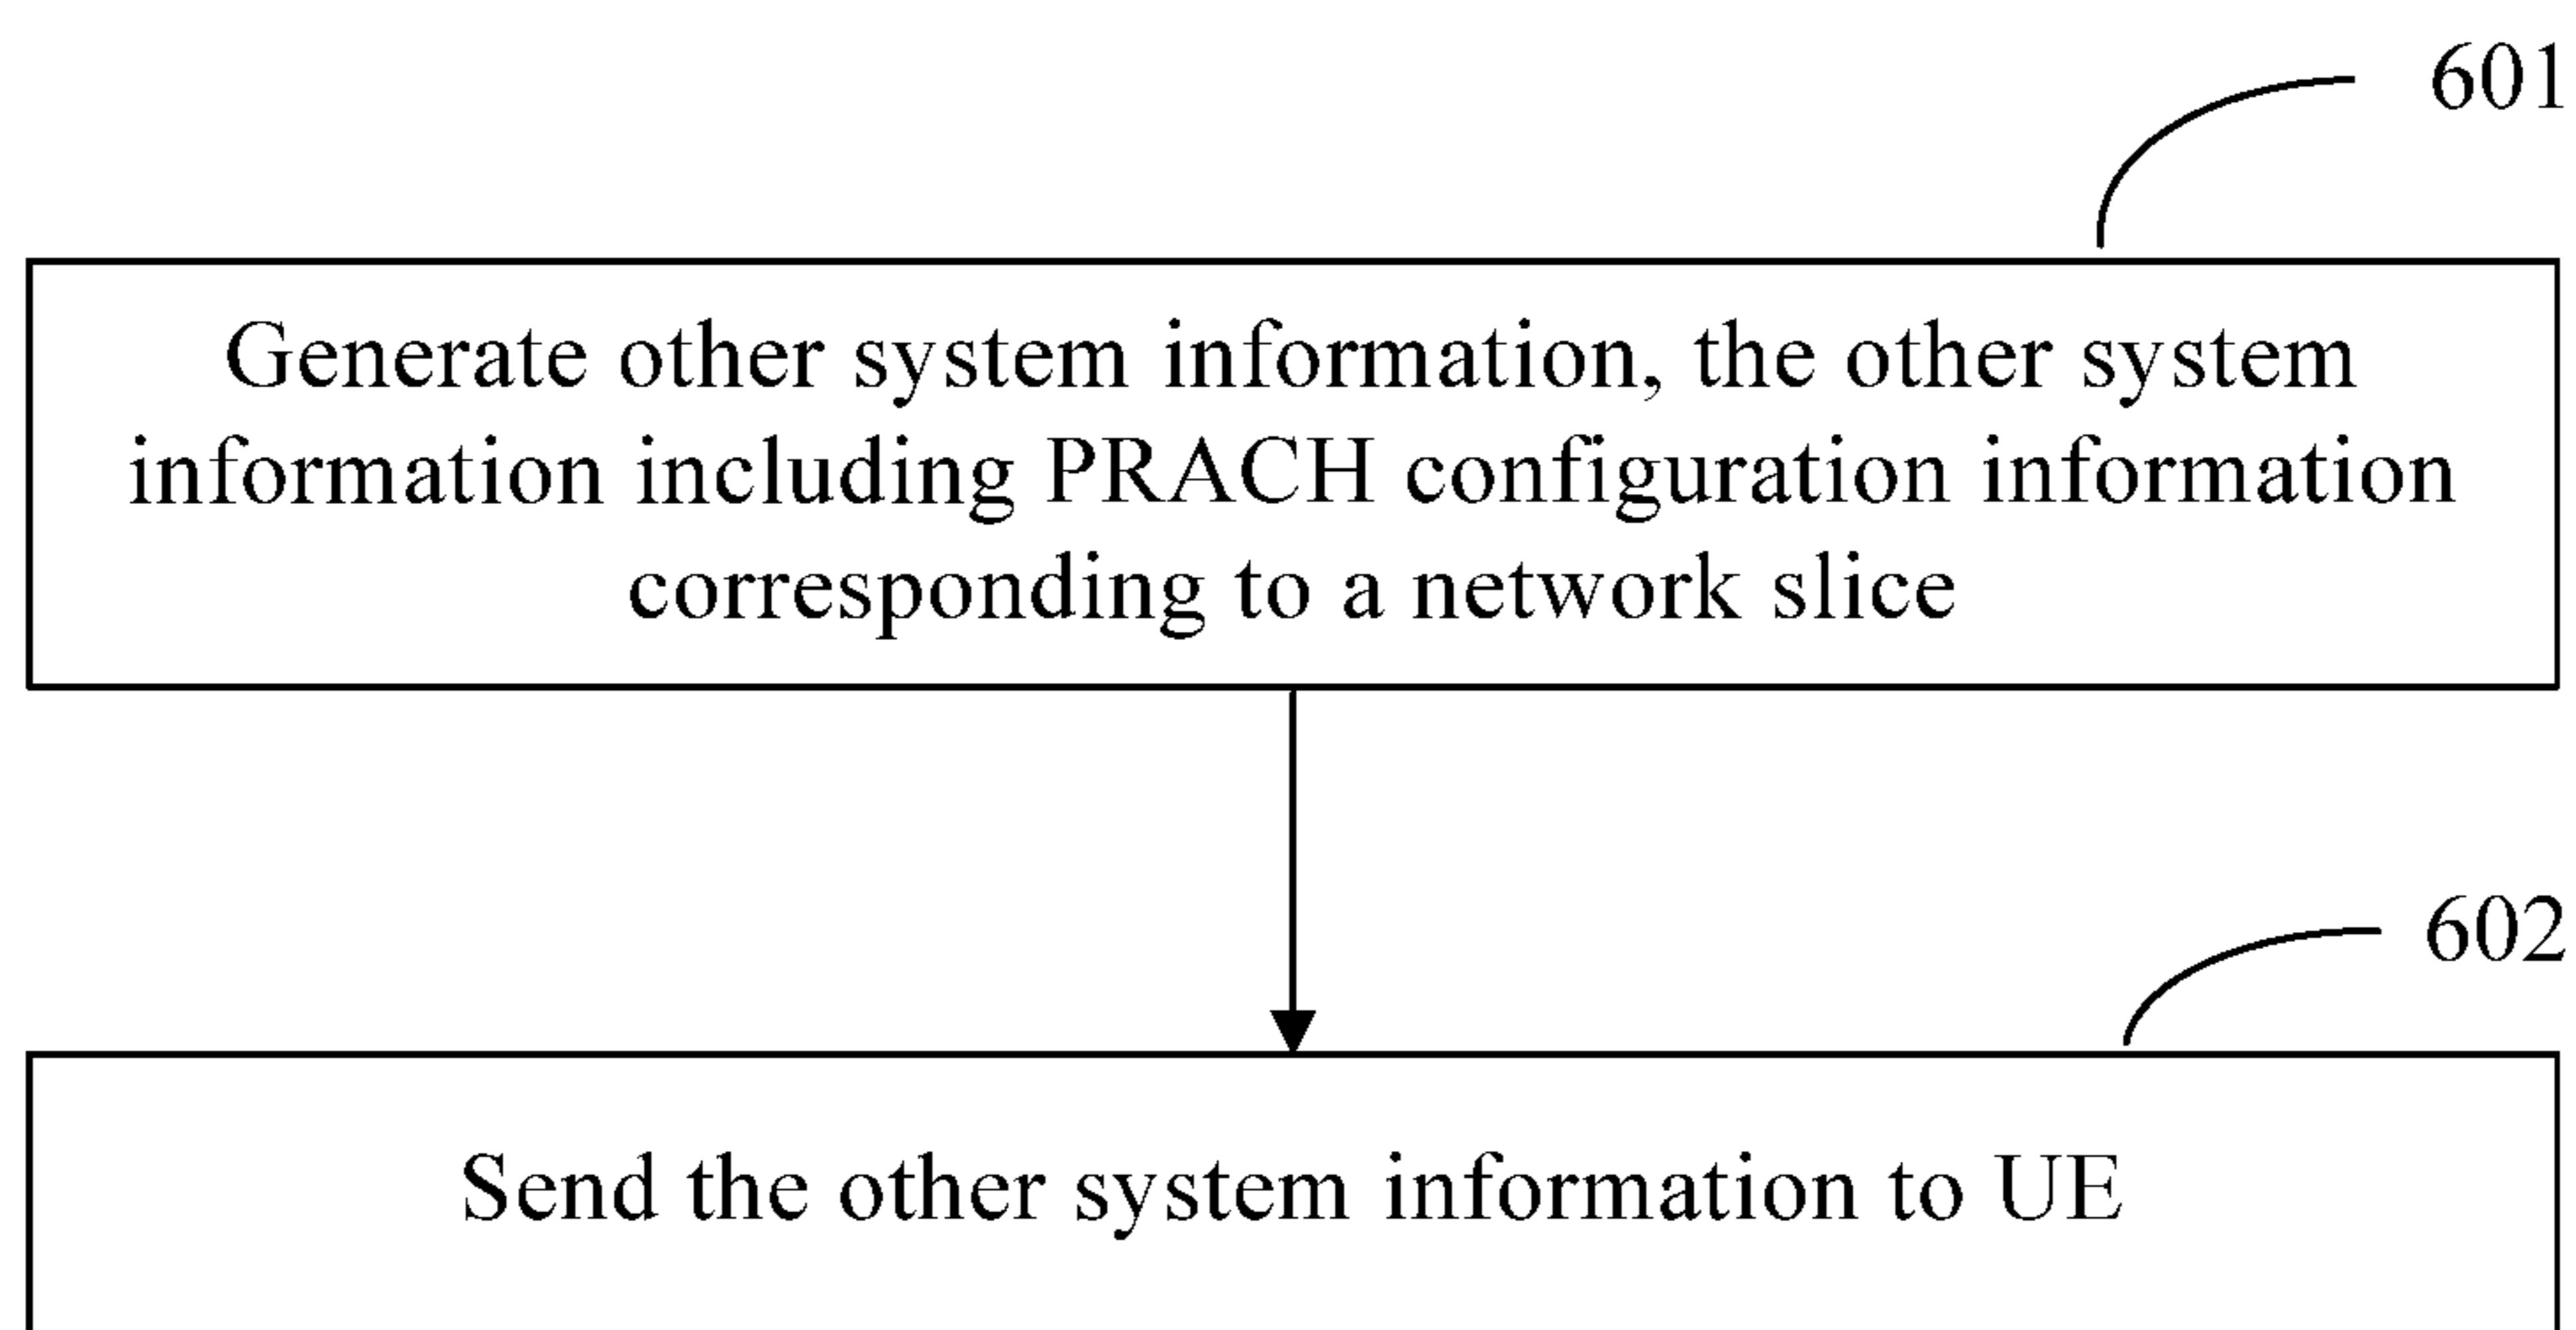 601
Generate other system information, the other system
information including PRACH configuration information
corresponding to a network slice
602
Send the other system information to UE